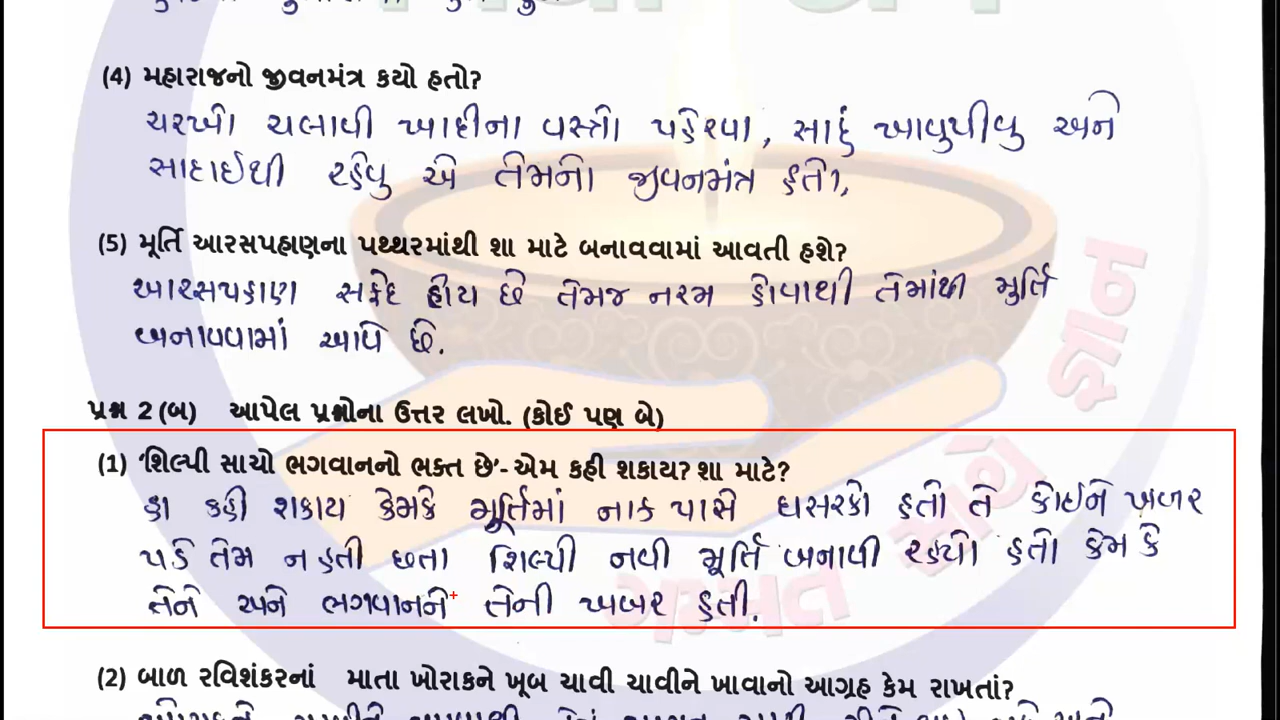 (4) મહારાજનો જીવનમંત્ર કયો હતો?
ચરખો ચલાવી ખાદીના વસ્ત્રો પહેરવા, સાદું ખાવુપીવુ અને
સાદાઈથી રહેવુ એ તેમનો જીવનમંત્ર હતો,
(5) મૂર્તિ આરસપહાણના પથ્થરમાંથી શા માટે બનાવવામાં આવતી હશે?
આરસપહાણ સફેદ હોય છે તેમજ નરમ હોવાથી તેમાંથી મુર્તિ
બનાવવામાં આવે છે.
પ્રશ્ન 2 (બ) આપેલ પ્રશ્નોના ઉત્તર લખો. (કોઈ પણ બે)
(1) 'શિલ્પી સાચો ભગવાનનો ભક્ત છે'- એમ કહી શકાય? શા માટે?
હા કહી શકાય કેમકે મૂર્તિમાં નાક પાસે ઘસરકો હતો તે કોઈને ખબર
પડે તેમ ન હતી છતા શિલ્પી નવી મૂર્તિ બનાવી રહયો હતો કેમ કે
તેને અને ભગવાનને તેની ખબર હતી.
(2) બાળ રવિશંકરનાં માતા ખોરાકને ખૂબ ચાવી ચાવીને ખાવાનો આગ્રહ કેમ રાખતાં?
જ્ઞાન સાથે ગમ્મત